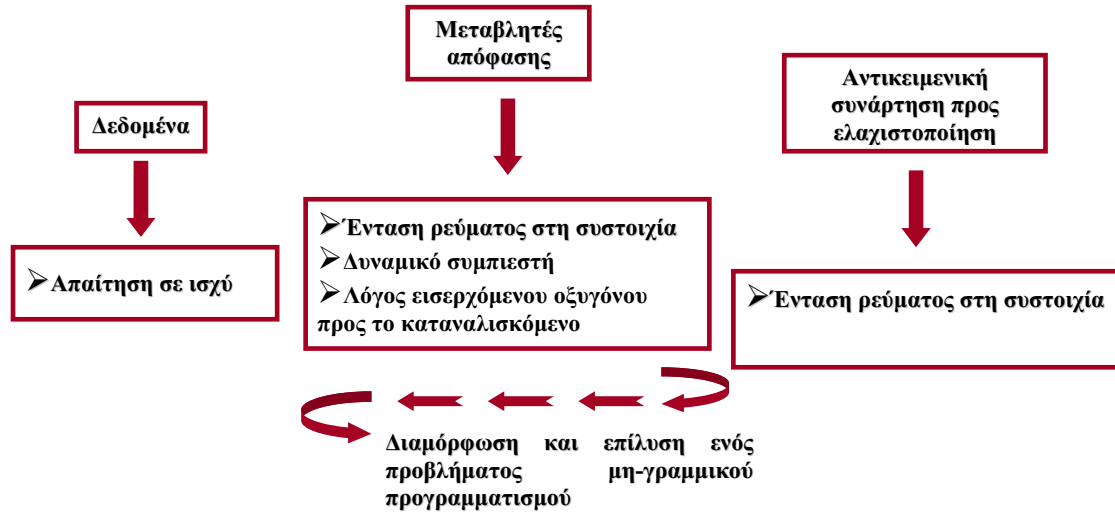 Δεδομένα
➢Απαίτηση σε ισχύ
Μεταβλητές
απόφασης
➢Ένταση ρεύματος στη συστοιχία
➢Δυναμικό συμπιεστή
➢Λόγος εισερχόμενου οξυγόνου
προς το καταναλισκόμενο
Αντικειμενική
συνάρτηση προς
ελαχιστοποίηση
➢Ένταση ρεύματος στη συστοιχία
Διαμόρφωση και επίλυση ενός
προβλήματος μη-γραμμικού
προγραμματισμού